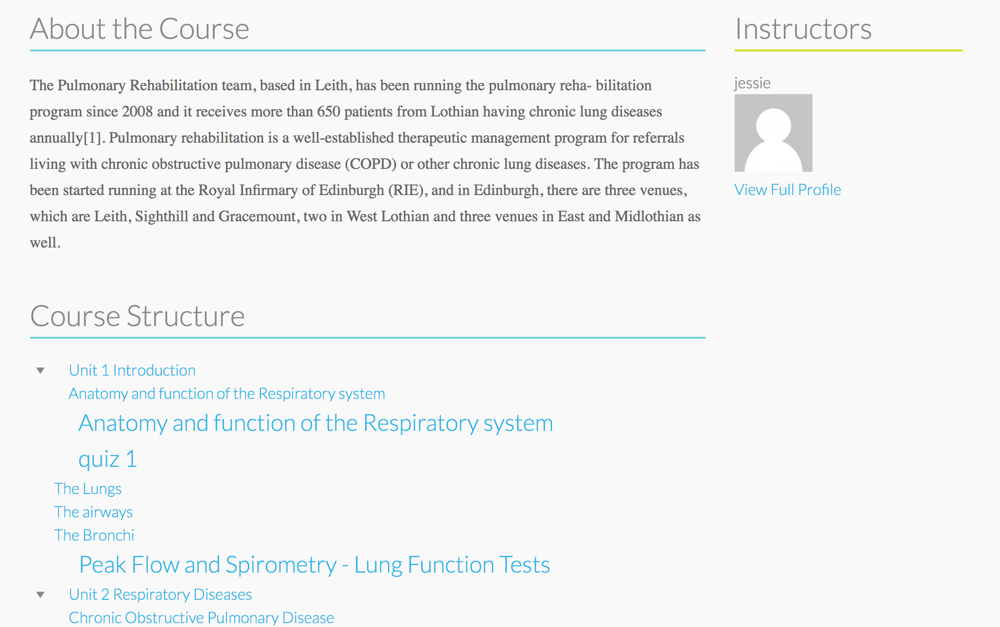 About the Course
The Pulmonary Rehabilitation team, based in Leith, has been running the pulmonary reha- bilitation
program since 2008 and it receives more than 650 patients from Lothian having chronic lung diseases
annually[1]. Pulmonary rehabilitation is a well-established therapeutic management program for referrals
living with chronic obstructive pulmonary disease (COPD) or other chronic lung diseases. The program has
been started running at the Royal Infirmary of Edinburgh (RIE), and in Edinburgh, there are three venues,
which are Leith, Sighthill and Gracemount, two in West Lothian and three venues in East and Midlothian as
well.
Course Structure
Unit 1 Introduction
Anatomy and function of the Respiratory system
Anatomy and function of the Respiratory system
quiz 1
The Lungs
The airways
The Bronchi
Peak Flow and Spirometry - Lung Function Tests
Unit 2 Respiratory Diseases
Chronic Obstructive Pulmonary Disease
Instructors
jessie
View Full Profile